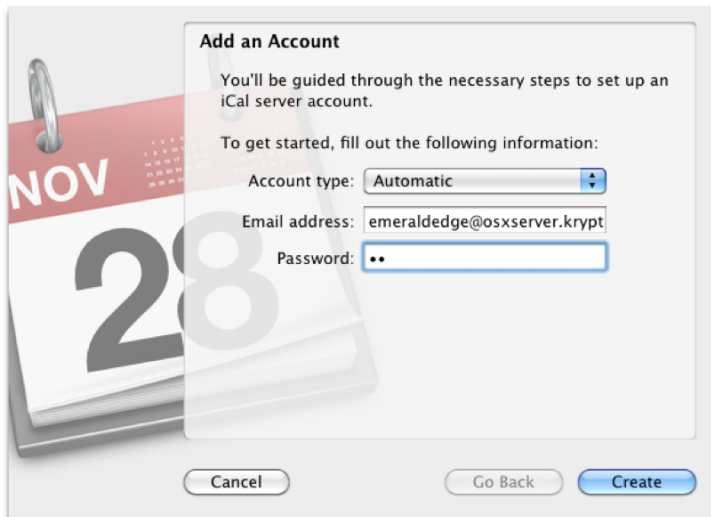 Add an Account
You'll be guided through the necessary steps to set up an
iCal server account.
To get started, fill out the following information:
Account type: Automatic
Email address: emeraldedge@osxserver.krypt
Password: ••
NOV
28
Cancel
Go Back
Create